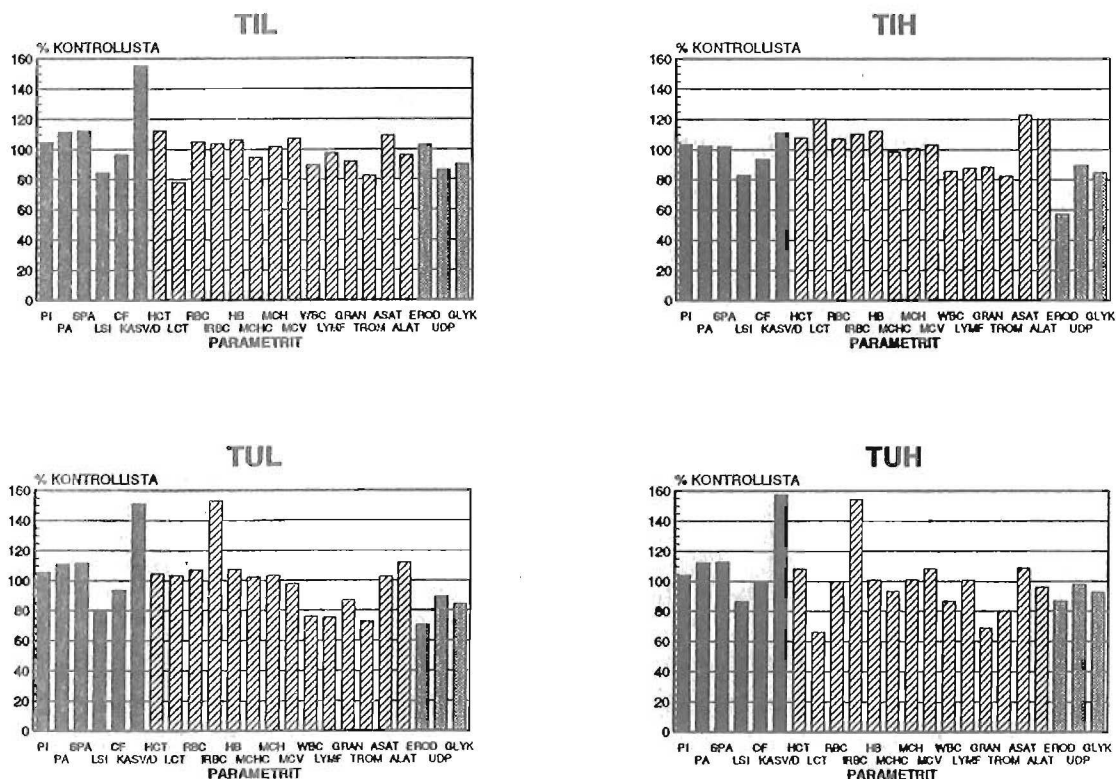 TIL
% KONTROLLISTA
160
140
120
100
80
60
40
20
0
PI SPA CF HCT RBC HB MCH WBC GRAN ASAT EROD GLYK
PA LSI KASV/D LCT IRBC MCHC MCV LYMF TROM ALAT UDP
PARAMETRIT
TIH
% KONTROLLISTA
160
140
120
100
80
60
40
20
0
PI SPA CF HCT RBC HB MCH WBC GRAN ASAT EROD GLYK
PA LSI KASV/D LCT IRBC MCHC MCV LYMF TROM ALAT UDP
PARAMETRIT
TUL
% KONTROLLISTA
160
140
120
100
80
60
40
20
0
PI SPA CF HCT RBC HB MCH WBC GRAN ASAT EROD GLYK
PA LSI KASV/D LCT IRBC MCHC MCV LYMF TROM ALAT UDP
PARAMETRIT
TUH
% KONTROLLISTA
160
140
120
100
80
60
40
20
0
PI SPA CF HCT RBC HB MCH WBC GRAN ASAT EROD GLYK
PA LSI KASV/D LCT IRBC MCHC MCV LYMF TROM ALAT UDP
PARAMETRIT